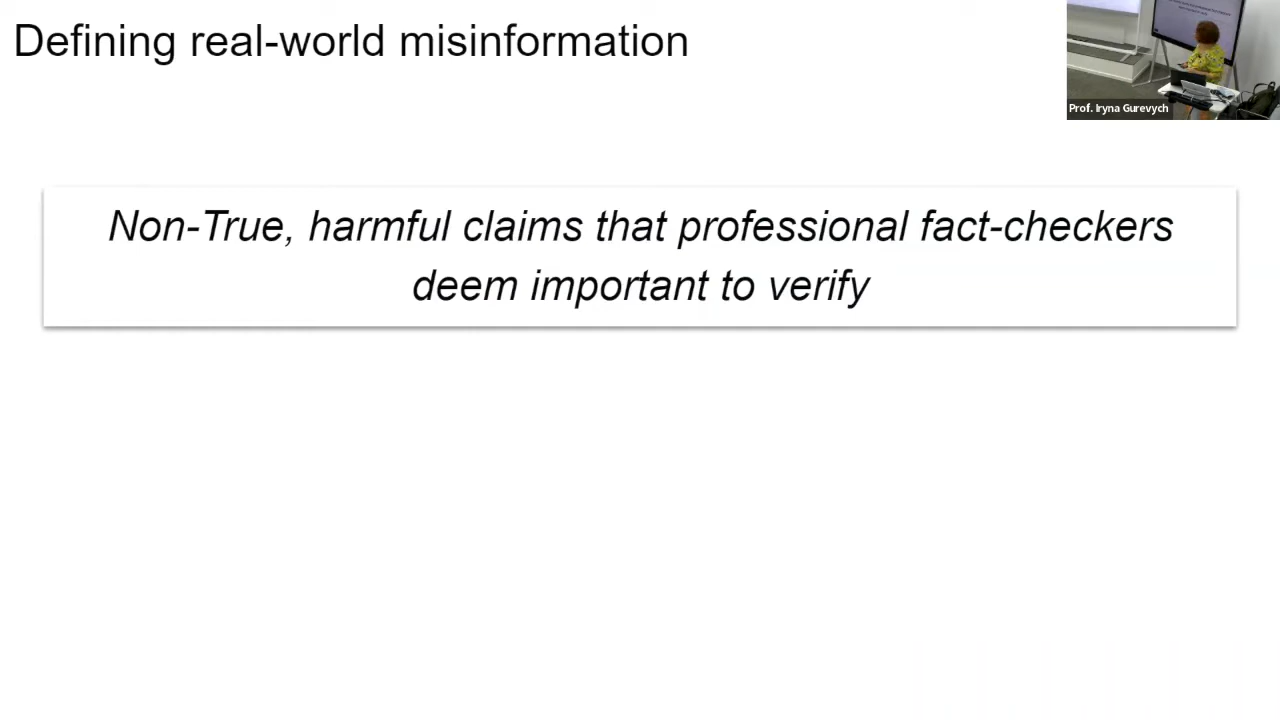 Defining real-world misinformation
Prof. Iryna Gurevych
Non-True, harmful claims that professional fact-checkers
deem important to verify